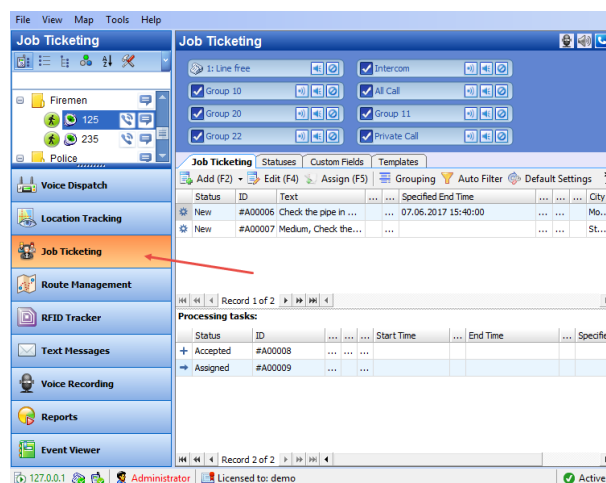 File View Map Tools Help
Job Ticketing
Job Ticketing
1: Line free
Intercom
Group 10
All Call
Group 20
Group 11
Group 22
Private Call
Firemen
125
235
Police
Job Ticketing Statuses Custom Fields Templates
Add (F2) Edit (F4) Assign (F5) Grouping Auto Filter Default Settings
Status ID Text ... ... Specified End Time ... ... ... City
New #A00006 Check the pipe in ... ... 07.06.2017 15:40:00 ... ... Mo...
New #A00007 Medium, Check the... ... ... ... St...
Record 1 of 2
Processing tasks:
Status ID ... ... ... Start Time ... End Time ... Specifie
Accepted #A00008 ... ... ...
Assigned #A00009 ... ...
Record 2 of 2
Voice Dispatch
Location Tracking
Job Ticketing
Route Management
RFID Tracker
Text Messages
Voice Recording
Reports
Event Viewer
127.0.0.1 Administrator Licensed to: demo Active